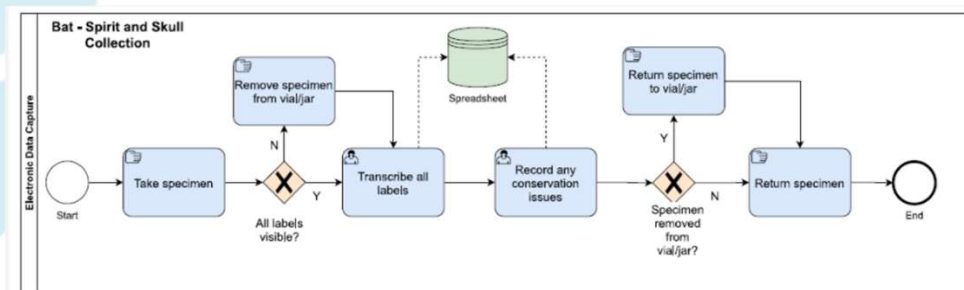 Bat - Spirit and Skull
Collection
Electronic Data Capture
Start
Take specimen
All labels
visible?
N
Y
Remove specimen
from vial/jar
Transcribe all
labels
Spreadsheet
Record any
conservation
issues
Specimen
removed
from
vial/jar?
Y
N
Return specimen
to vial/jar
Return specimen
End